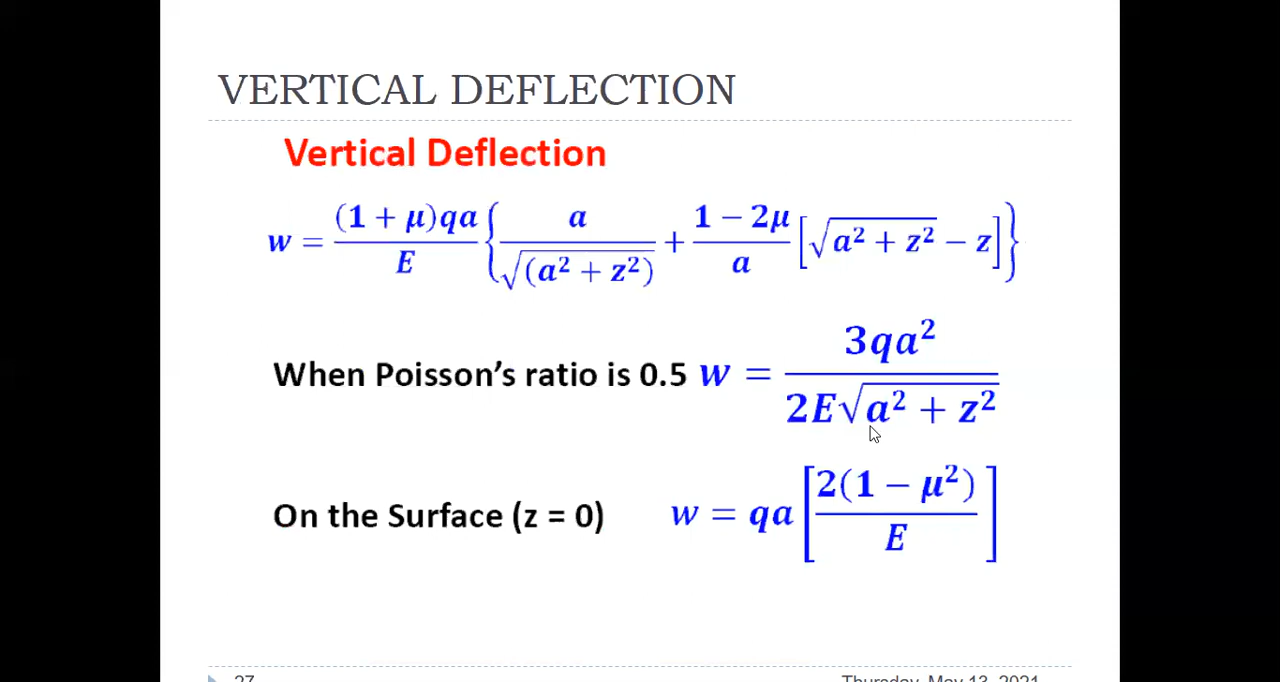 VERTICAL DEFLECTION
Vertical Deflection
w = (1 + μ)qa / E { a / √(a² + z²) + 1 − 2μ / a [√a² + z² − z] }
When Poisson's ratio is 0.5 w = 3qa² / 2E√a² + z²
On the Surface (z = 0) w = qa [ 2(1 − μ²) / E ]
27 Thursday, May 13, 2021